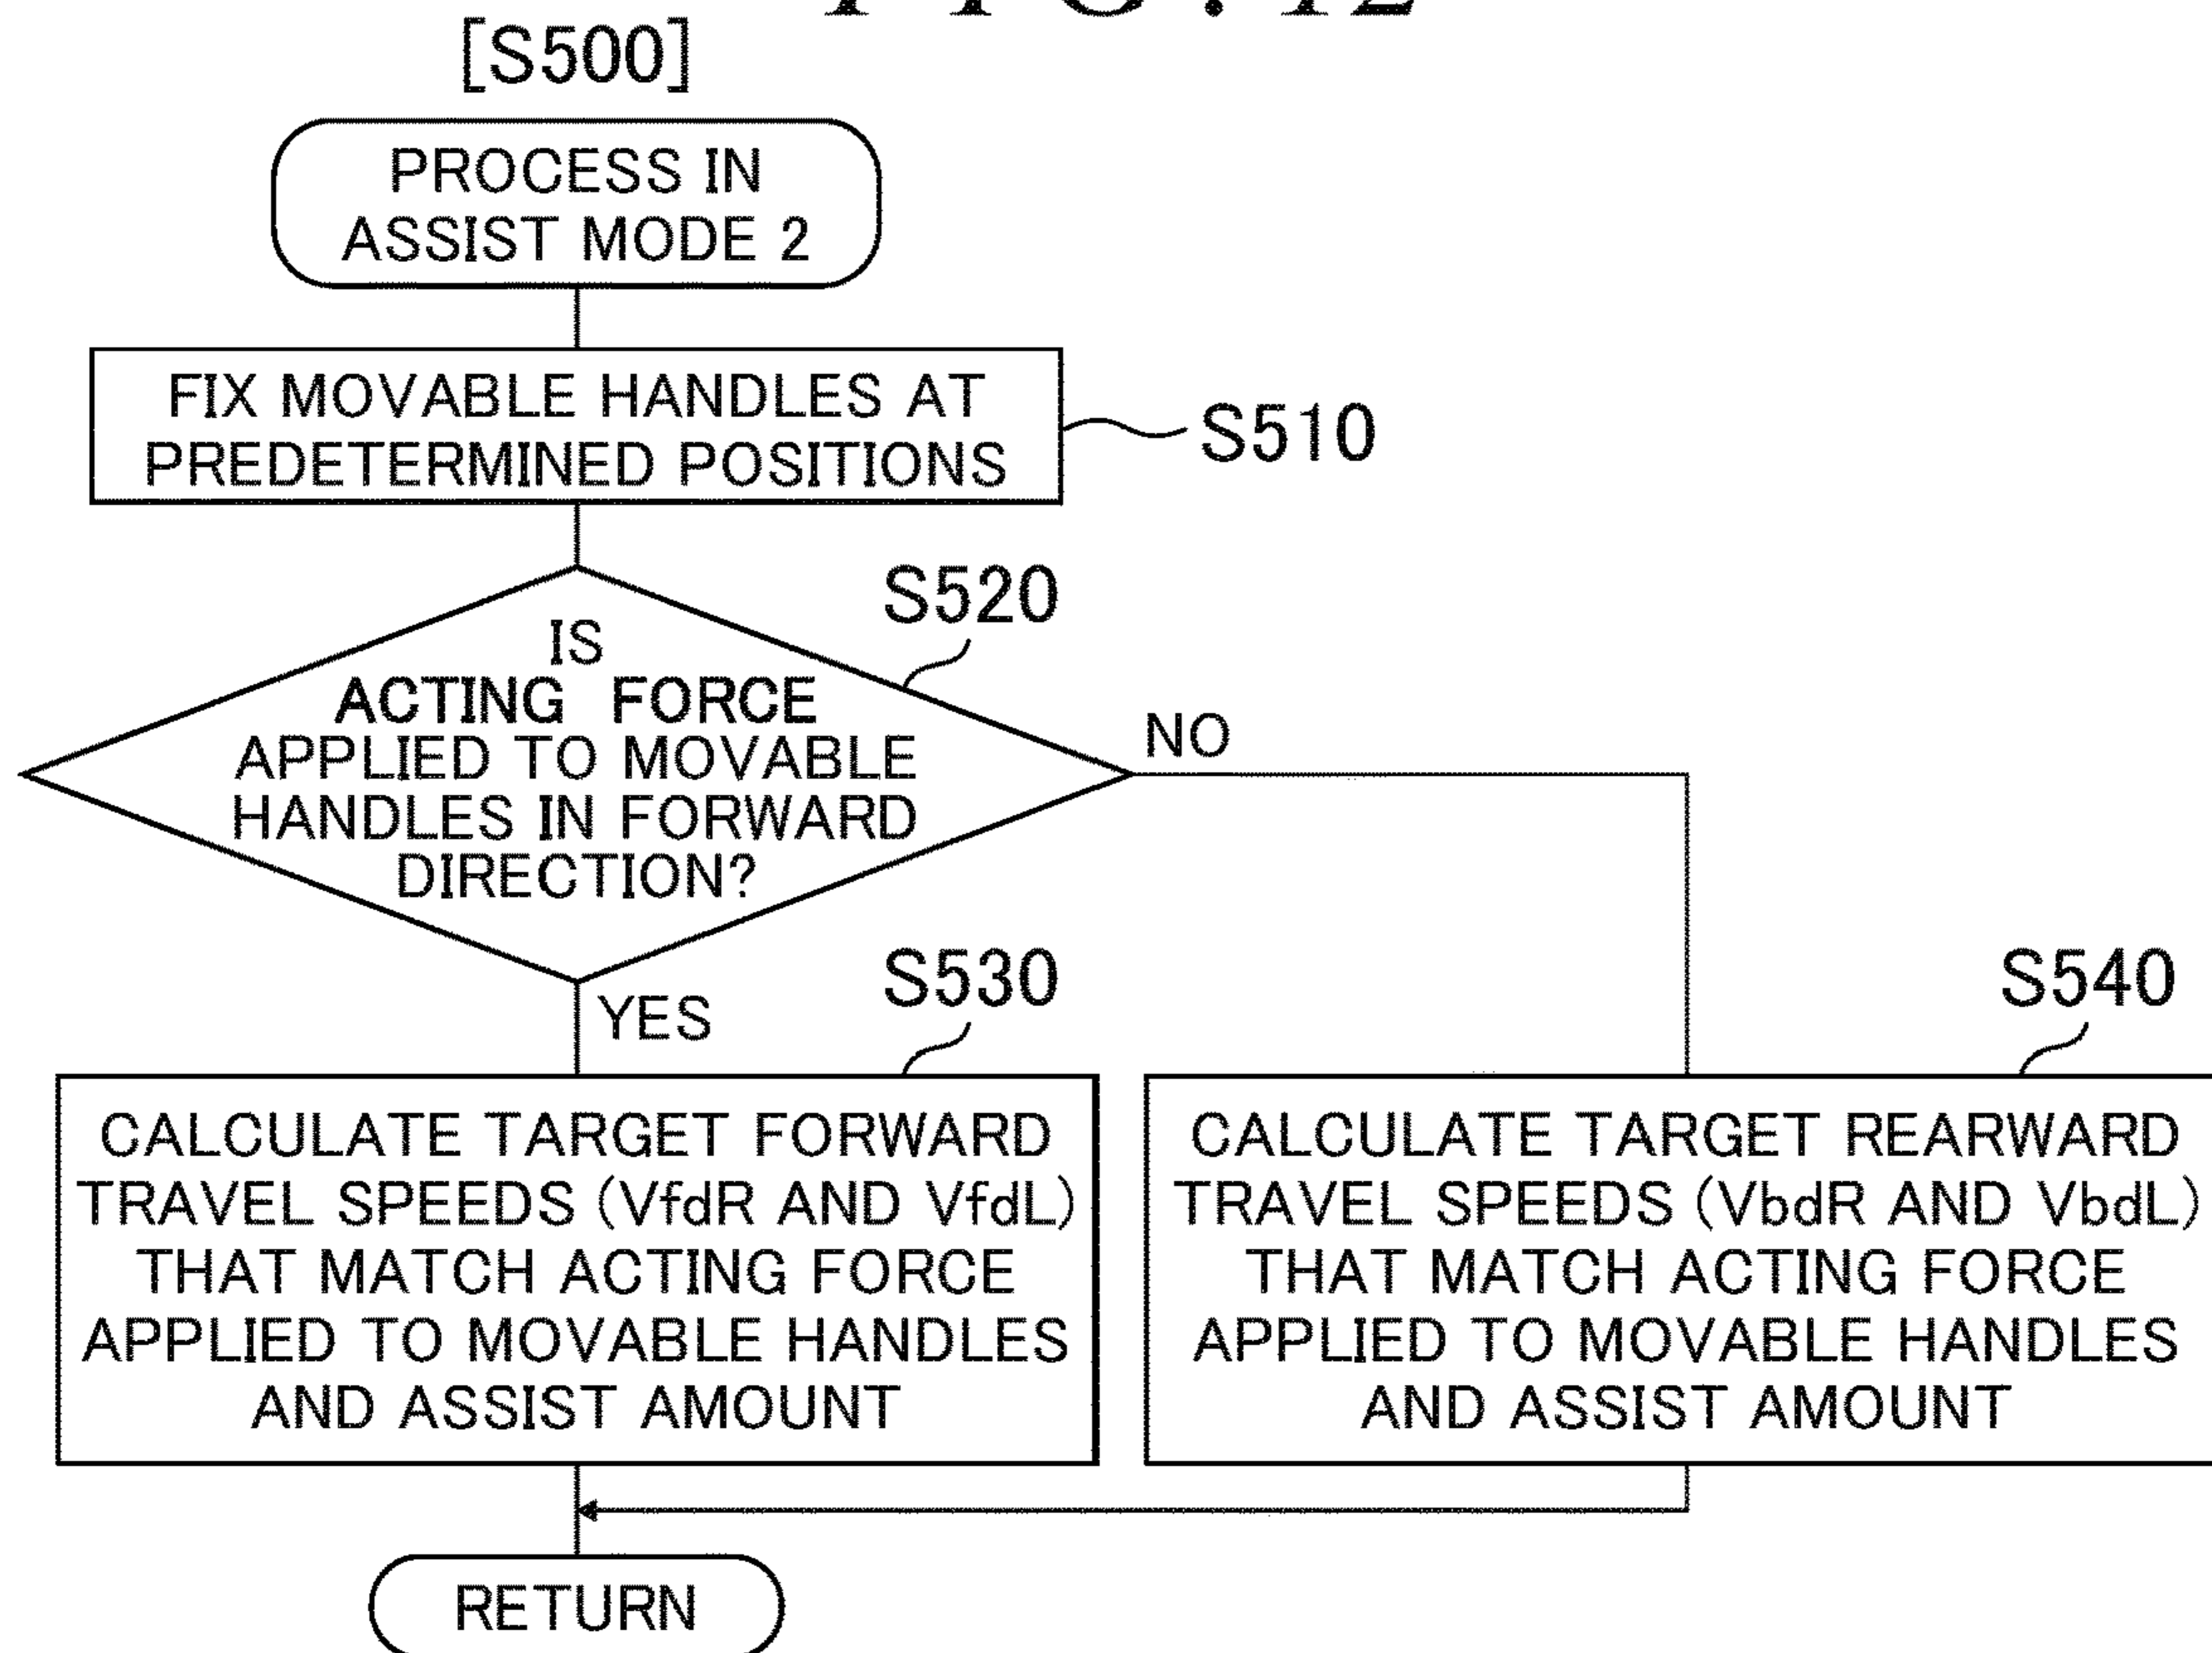 FIG. 12
[S500]
PROCESS IN
ASSIST MODE 2
FIX MOVABLE HANDLES AT
PREDETERMINED POSITIONS
S510
S520
IS
ACTING FORCE
APPLIED TO MOVABLE
HANDLES IN FORWARD
DIRECTION?
NO
YES
S530
CALCULATE TARGET FORWARD
TRAVEL SPEEDS (VfdR AND VfdL)
THAT MATCH ACTING FORCE
APPLIED TO MOVABLE HANDLES
AND ASSIST AMOUNT
S540
CALCULATE TARGET REARWARD
TRAVEL SPEEDS (VbdR AND VbdL)
THAT MATCH ACTING FORCE
APPLIED TO MOVABLE HANDLES
AND ASSIST AMOUNT
RETURN